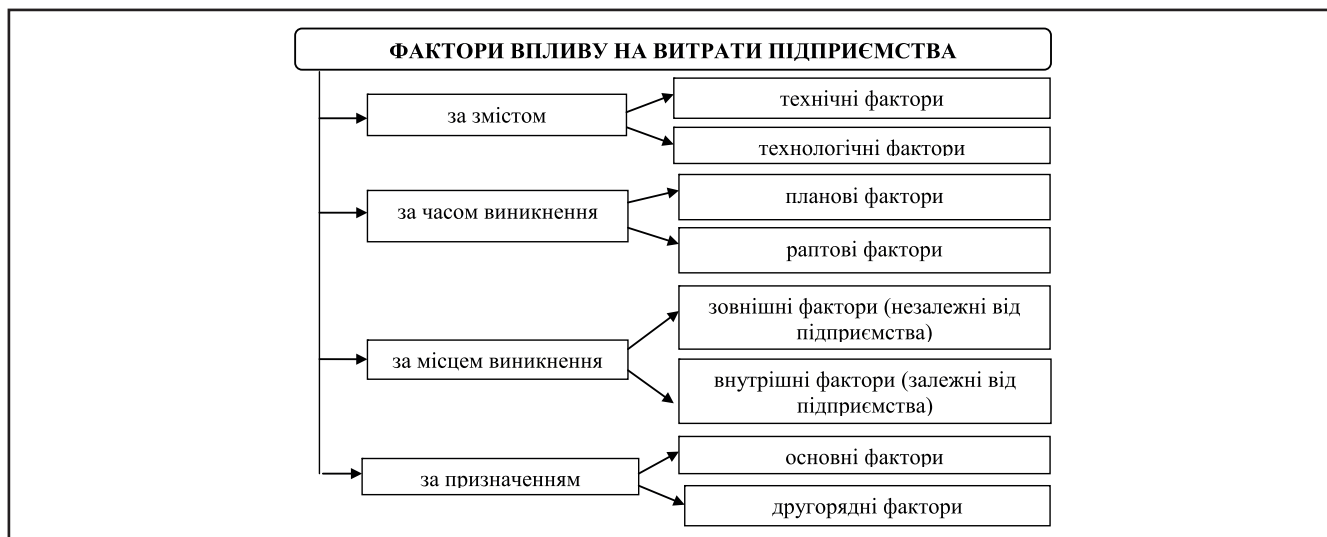 ФАКТОРИ ВПЛИВУ НА ВИТРАТИ ПІДПРИЄМСТВА
за змістом
технічні фактори
технологічні фактори
за часом виникнення
планові фактори
раптові фактори
за місцем виникнення
зовнішні фактори (незалежні від
підприємства)
внутрішні фактори (залежні від
підприємства)
за призначенням
основні фактори
другорядні фактори